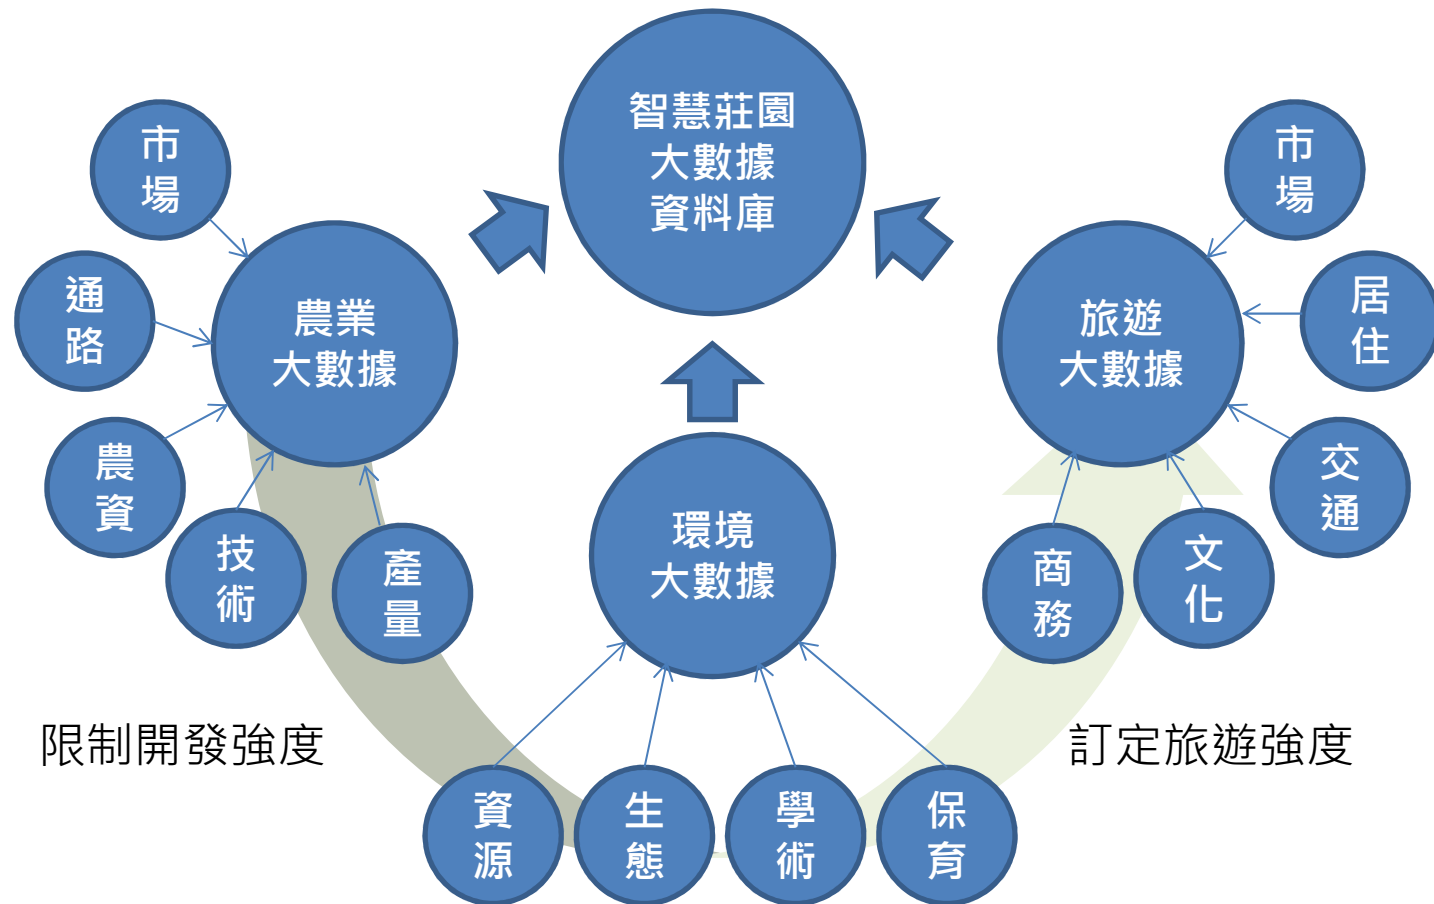 智慧莊園
大數據
資料庫
市
場
通
路
農
資
技
術
產
量
農業
大數據
環境
大數據
資
源
生
態
學
術
保
育
旅遊
大數據
市
場
居
住
交
通
文
化
商
務
限制開發強度
訂定旅遊強度